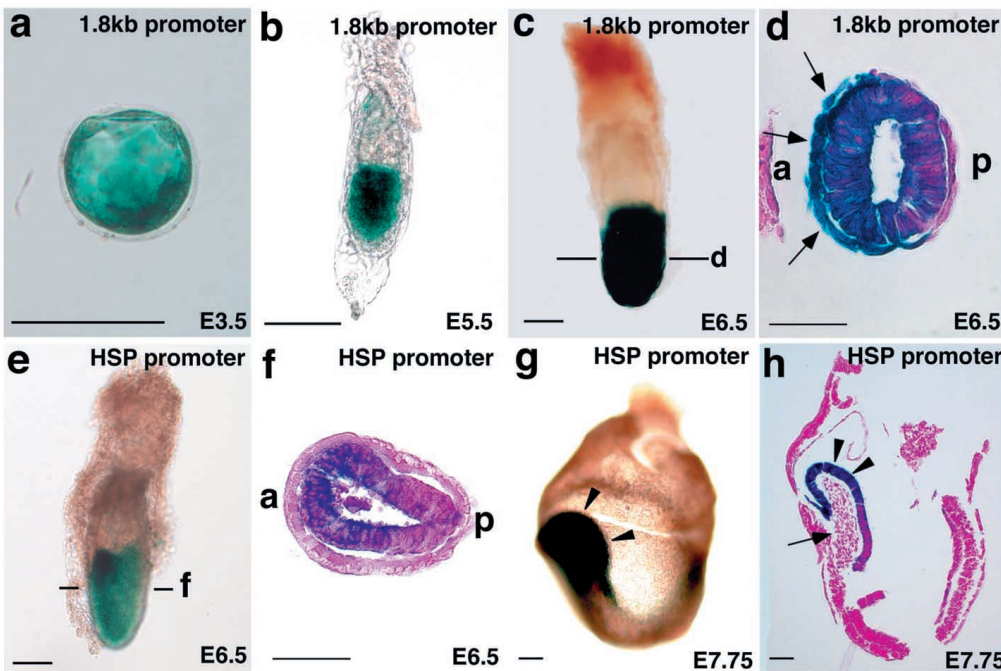 a 1.8kb promoter
E3.5
b 1.8kb promoter
E5.5
c 1.8kb promoter
d
E6.5
d 1.8kb promoter
a
p
E6.5
e HSP promoter
f
E6.5
f HSP promoter
a
p
E6.5
g HSP promoter
E7.75
h HSP promoter
E7.75